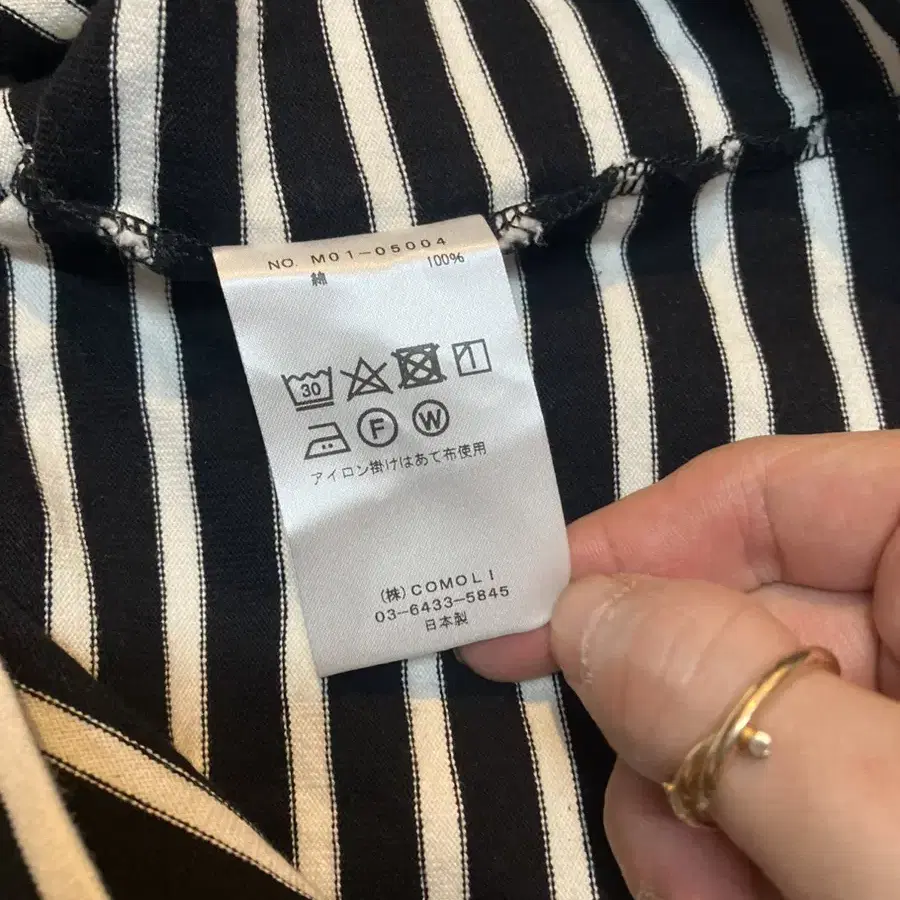 NO. M01-05004
綿 100%
30
F W
アイロン掛けはあて布使用
(株)COMOLI
03-6433-5845
日本製